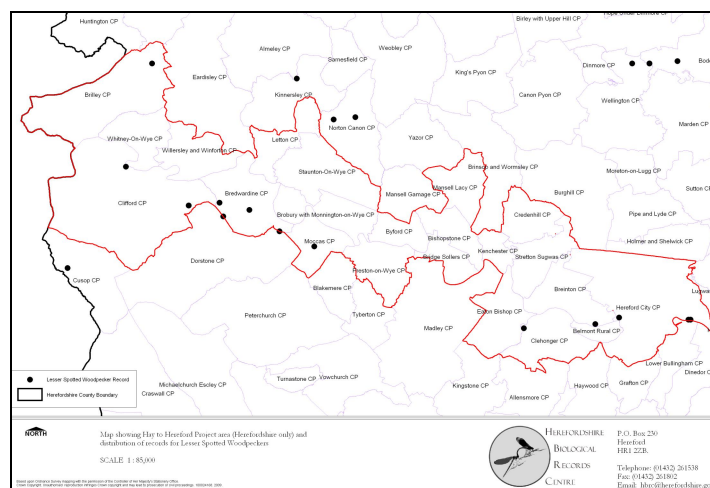 Huntington CP
Birley with Upper Hill CP
Hope Under Dinmore CP
Almeley CP
Weobley CP
Sarnesfield CP
Dinmore CP
Bode
Eardisley CP
King's Pyon CP
Brilley CP
Kinnersley CP
Canon Pyon CP
Wellington CP
Norton Canon CP
Marden CP
Whitney-On-Wye CP
Letton CP
Yazor CP
Willersley and Winforton CP
Staunton-On-Wye CP
Brinsop and Wormsley CP
Moreton-on-Lugg CP
Mansell Gamage CP
Mansell Lacy CP
Sutton CP
Bredwardine CP
Burghill CP
Clifford CP
Brobury with Monnington-on-Wye CP
Credenhill CP
Pipe and Lyde CP
Byford CP
Bishopstone CP
Holmer and Shelwick CP
Moccas CP
Kenchester CP
Bridge Sollers CP
Stretton Sugwas CP
Dorstone CP
Preston-on-Wye CP
Cusop CP
Blakemere CP
Breinton CP
Lugwa
Peterchurch CP
Tyberton CP
Eaton Bishop CP
Hereford City CP
Madley CP
Belmont Rural CP
Clehonger CP
Lower Bullingham CP
Turnastone CP
Vowchurch CP
Dinedor C
Michaelchurch Escley CP
Kingstone CP
Haywood CP
Grafton CP
Craswall CP
Allensmore CP
Lesser Spotted Woodpecker Record
Herefordshire County Boundary
NORTH
Map showing Hay to Hereford Project area (Herefordshire only) and
distribution of records for Lesser Spotted Woodpeckers
SCALE 1 : 85,000
HEREFORDSHIRE
BIOLOGICAL
RECORDS
CENTRE
P.O. Box 230
Hereford
HR1 2ZB.
Telephone: (01432) 261538
Fax: (01432) 261802
Email: hbrc@herefordshire.go